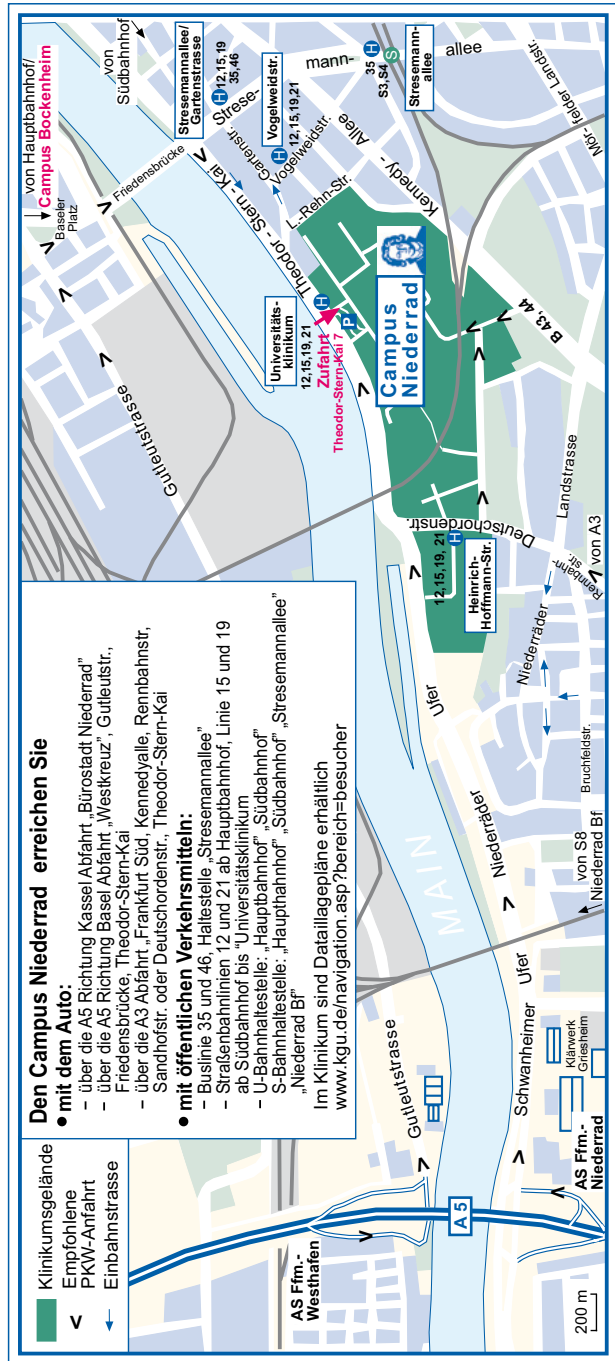 Klinikumsgelände
Empfohlene
PKW-Anfahrt
Einbahnstrasse
Den Campus Niederrad erreichen Sie
● mit dem Auto:
– über die A5 Richtung Kassel Abfahrt „Bürostadt Niederrad”
– über die A5 Richtung Basel Abfahrt „Westkreuz”, Gutleutstr.,
Friedensbrücke, Theodor-Stern-Kai
– über die A3 Abfahrt „Frankfurt Süd, Kennedyalle, Rennbahnstr,
Sandhofstr. oder Deutschordenstr., Theodor-Stern-Kai
● mit öffentlichen Verkehrsmitteln:
– Buslinie 35 und 46, Haltestelle „Stresemannallee”
– Straßenbahnlinien 12 und 21 ab Hauptbahnhof, Linie 15 und 19
ab Südbahnhof bis "Universitätsklinikum
– U-Bahnhaltestelle: „Hauptbahnhof” „Südbahnhof”
S-Bahnhaltestelle: „Haupthahnhof” „Südbahnhof” „Stresemannallee”
„Niederrad Bf”
Im Klinikum sind Dataillagepläne erhältlich
www.kgu.de/navigation.asp?bereich=besucher
von Hauptbahnhof/
Campus Bockenheim
Baseler
Platz
von
Südbahnhof
Friedensbrücke
Stresemannallee/
Gartenstrasse
H 12,15,19
35,46
Strese-
mann-
allee
Vogelweidstr.
H 12,15,19,21
Gartenstr.
Vogelweidstr.
35 H
S3,S4 S
Stresemann-
allee
Mör-
felder Landstr.
Kennedy - Allee
L.-Rehn-Str.
Theodor - Stern - Kai
Gutleutstrasse
Universitäts-
klinikum
12,15,19, 21 H
Zufahrt
Theodor-Stern-Kai 7
P
Campus
Niederrad
B 43, 44
Deutschordenstr.
12,15,19, 21 H
Heinrich-
Hoffmann-Str.
Landstrasse
Niederräder
Rennbahn-
str.
von A3
Bruchfeldstr.
von S8
Niederrad Bf
Niederräder
Ufer
MAIN
Schwanheimer
Ufer
Gutleutstrasse
Klärwerk
Griesheim
AS Ffm.-
Niederrad
AS Ffm.-
Westhafen
A 5
200 m